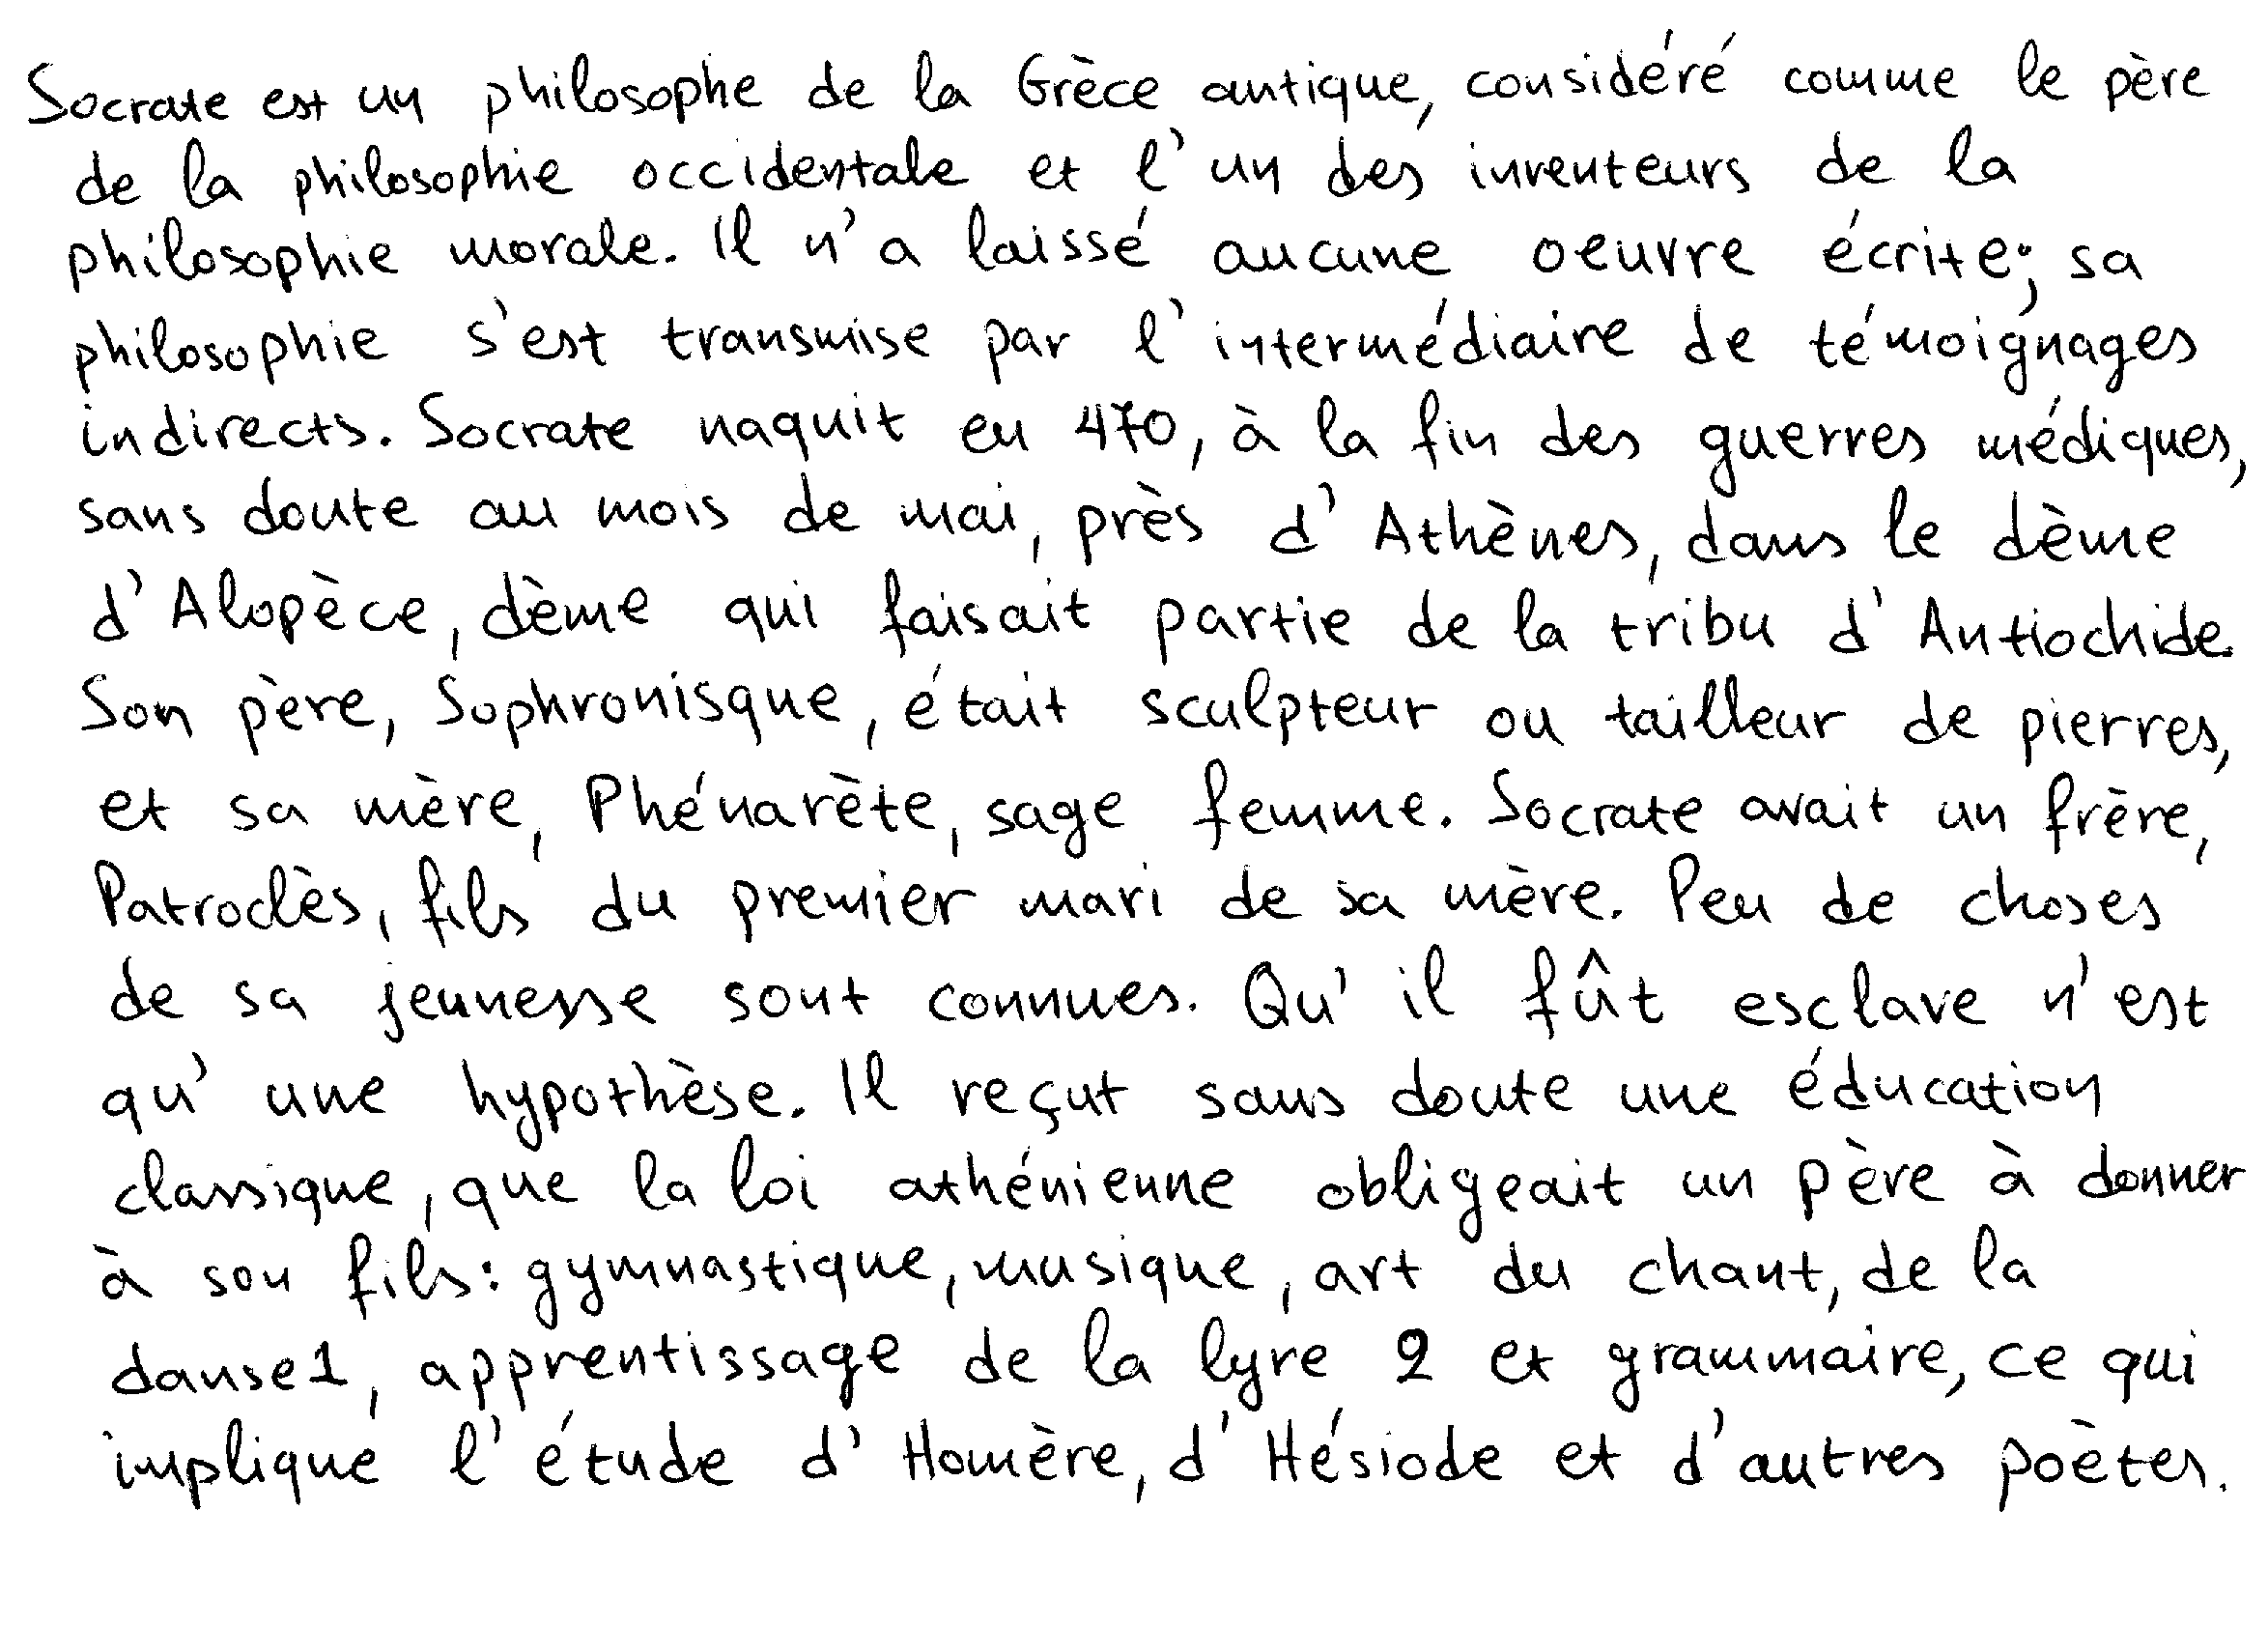 Socrate est un philosophe de la Grèce antique, considéré comme le père
de la philosophie occidentale et l'un des inventeurs de la
philosophie morale. Il n'a laissé aucune oeuvre écrite; sa
philosophie s'est transmise par l'intermédiaire de témoignages
indirects. Socrate naquit en 470, à la fin des guerres médiques,
sans doute au mois de mai, près d'Athènes, dans le dème
d'Alopèce, dème qui faisait partie de la tribu d'Antiochide.
Son père, Sophronisque, était sculpteur ou tailleur de pierres,
et sa mère, Phénarète, sage femme. Socrate avait un frère,
Patroclès, fils du premier mari de sa mère. Peu de choses
de sa jeunesse sont connues. Qu'il fût esclave n'est
qu'une hypothèse. Il reçut sans doute une éducation
classique, que la loi athénienne obligeait un père à donner
à son fils: gymnastique, musique, art du chant, de la
danse1, apprentissage de la lyre 2 et grammaire, ce qui
implique l'étude d'Homère, d'Hésiode et d'autres poètes.